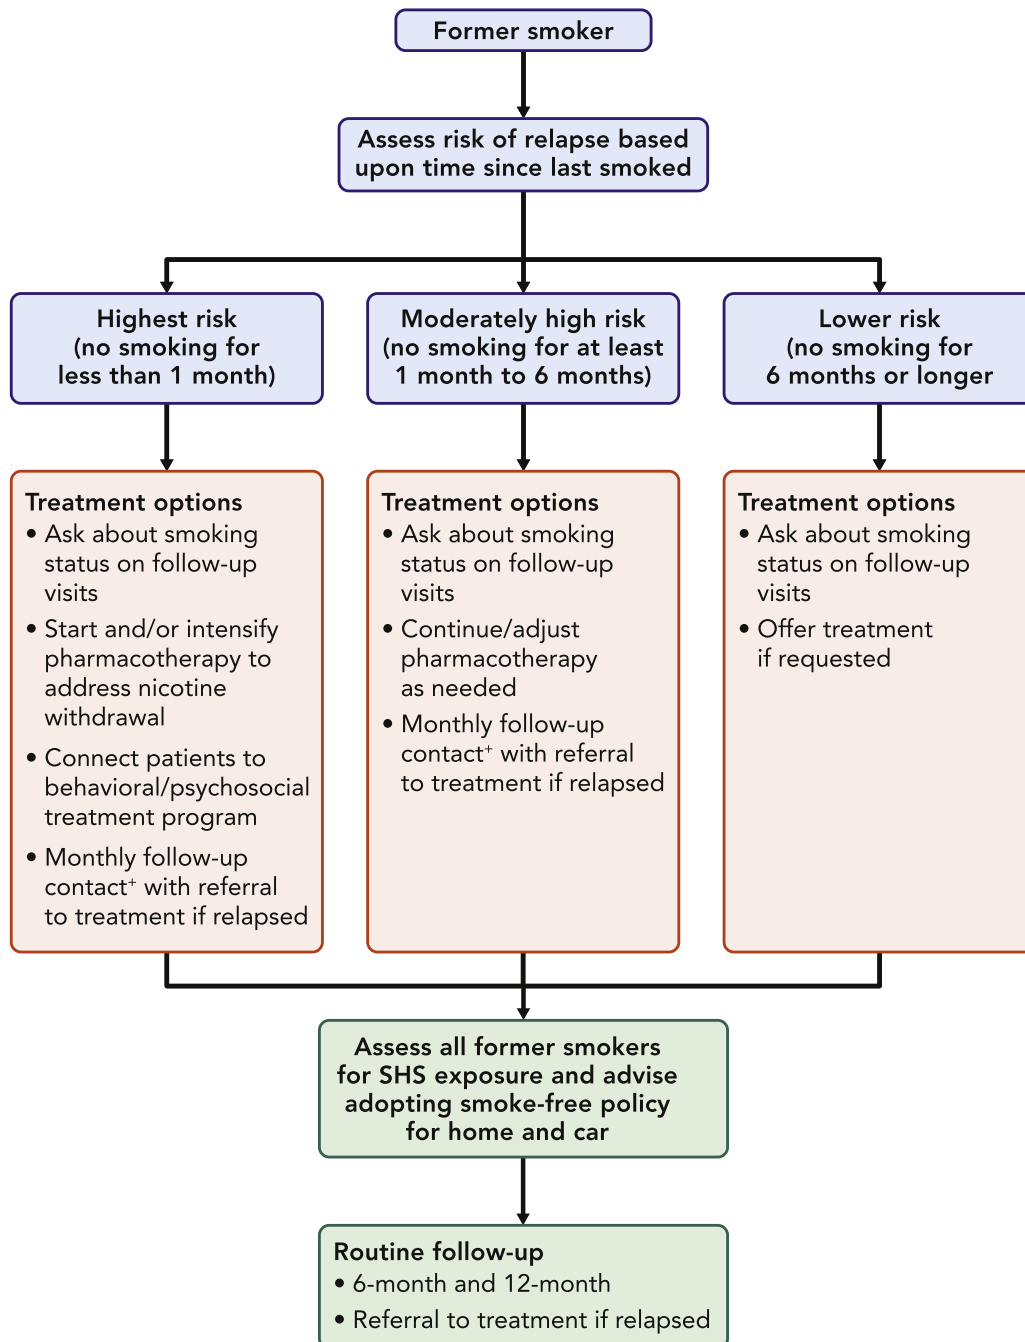 Former smoker
Assess risk of relapse based
upon time since last smoked
Highest risk
(no smoking for
less than 1 month)
Moderately high risk
(no smoking for at least
1 month to 6 months)
Lower risk
(no smoking for
6 months or longer
Treatment options
• Ask about smoking
status on follow-up
visits
• Start and/or intensify
pharmacotherapy to
address nicotine
withdrawal
• Connect patients to
behavioral/psychosocial
treatment program
• Monthly follow-up
contact⁺ with referral
to treatment if relapsed
Treatment options
• Ask about smoking
status on follow-up
visits
• Continue/adjust
pharmacotherapy
as needed
• Monthly follow-up
contact⁺ with referral
to treatment if relapsed
Treatment options
• Ask about smoking
status on follow-up
visits
• Offer treatment
if requested
Assess all former smokers
for SHS exposure and advise
adopting smoke-free policy
for home and car
Routine follow-up
• 6-month and 12-month
• Referral to treatment if relapsed